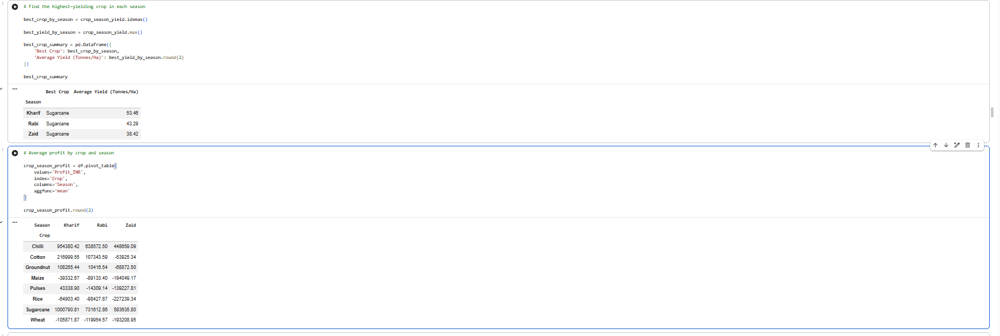 # Find the highest-yielding crop in each season
best_crop_by_season = crop_season_yield.idxmax()
best_yield_by_season = crop_season_yield.max()
best_crop_summary = pd.DataFrame({
    'Best Crop': best_crop_by_season,
    'Average Yield (Tonnes/Ha)': best_yield_by_season.round(2)
})
best_crop_summary
Best Crop Average Yield (Tonnes/Ha)
Season
Kharif Sugarcane 53.46
Rabi Sugarcane 43.29
Zaid Sugarcane 38.42
# Average profit by crop and season
crop_season_profit = df.pivot_table(
    values='Profit_INR',
    index='Crop',
    columns='Season',
    aggfunc='mean'
)
crop_season_profit.round(2)
Season Kharif Rabi Zaid
Crop
Chilli 954380.42 638572.50 448659.09
Cotton 216999.55 107343.59 -53925.34
Groundnut 108265.44 10416.54 -68872.50
Maize -39332.67 -89133.40 -194049.17
Pulses 43338.90 -14309.14 -139227.81
Rice -64903.40 -98427.87 -227239.34
Sugarcane 1000790.81 731612.86 583635.80
Wheat -105871.87 -119954.57 -193208.95